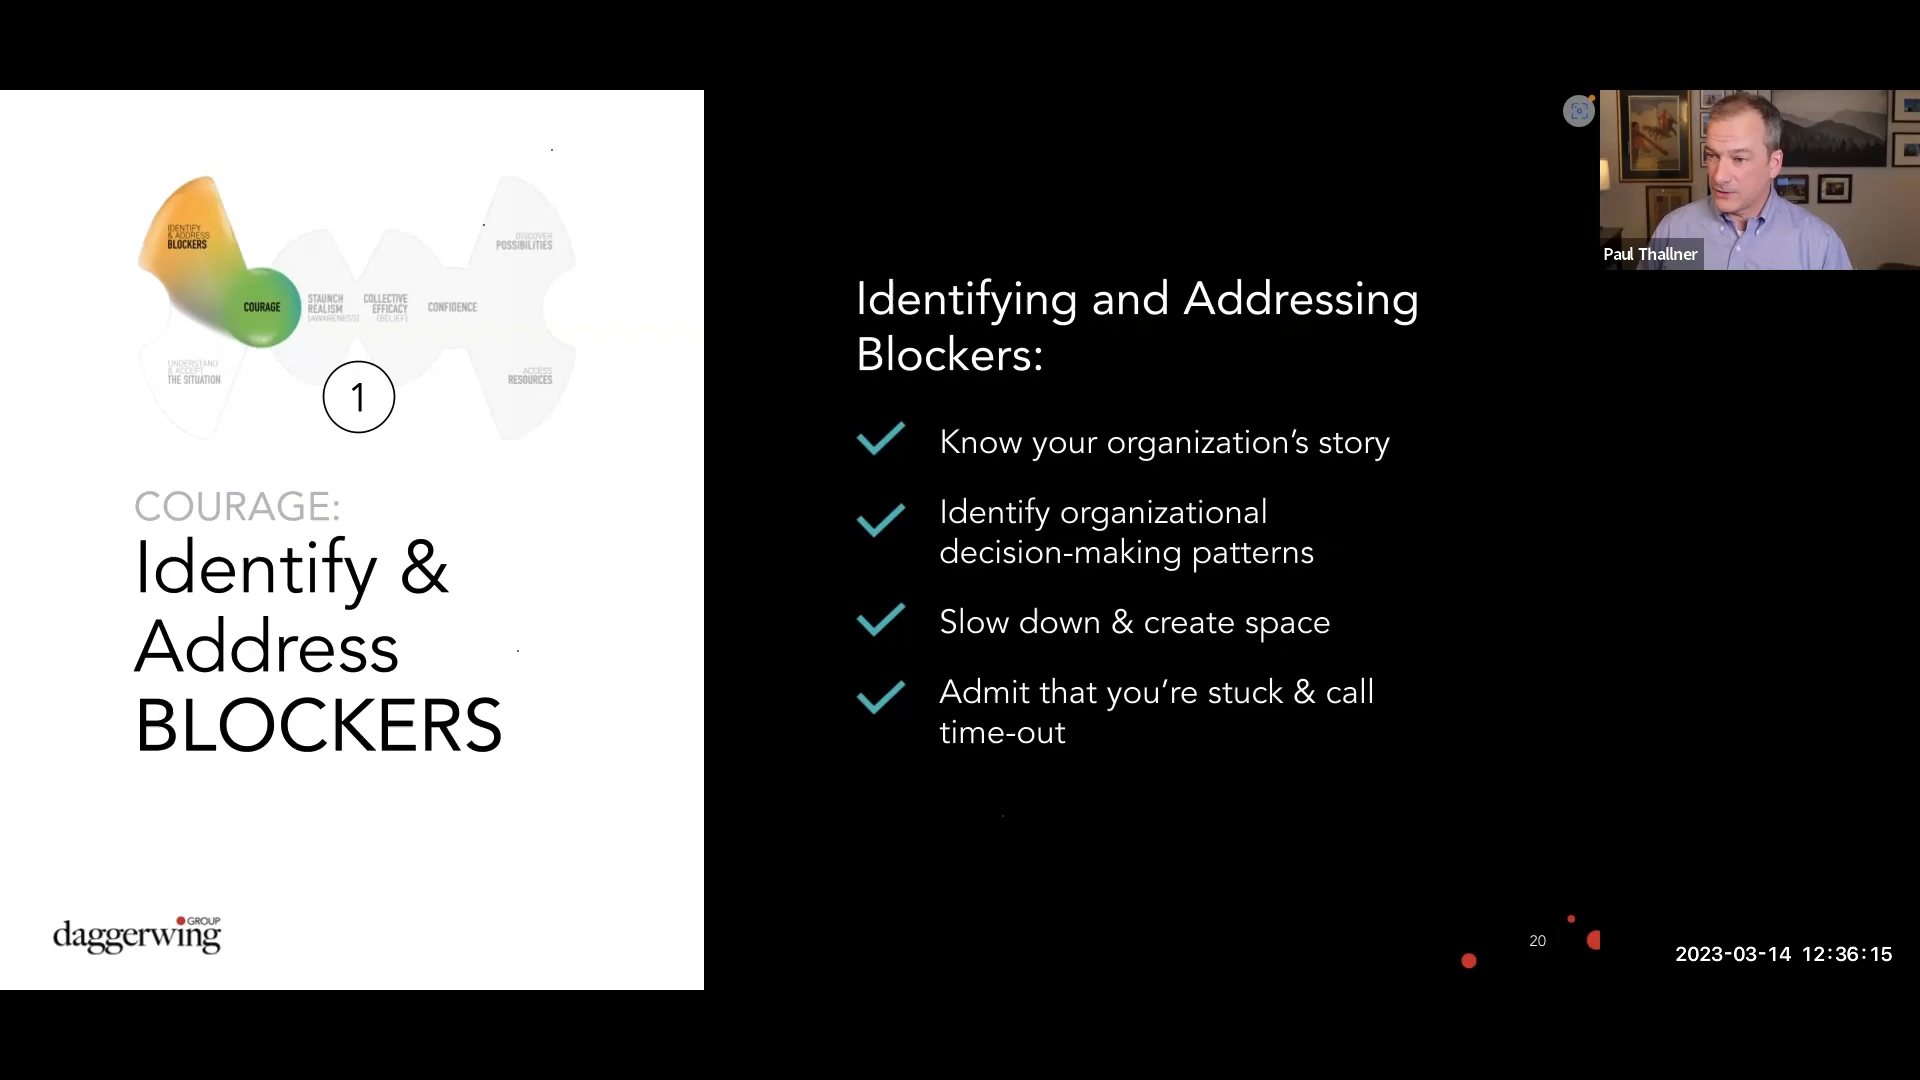 IDENTIFY
& ADDRESS
BLOCKERS
COURAGE
STAUNCH
REALISM
(AWARENESS)
COLLECTIVE
EFFICACY
(BELIEF)
CONFIDENCE
DISCOVER
POSSIBILITIES
UNDERSTAND
& ACCEPT
THE SITUATION
ACCESS
RESOURCES
1
COURAGE:
Identify &
Address
BLOCKERS
daggerwing GROUP
Identifying and Addressing
Blockers:
Know your organization’s story
Identify organizational
decision-making patterns
Slow down & create space
Admit that you’re stuck & call
time-out
20
Paul Thallner
2023-03-14 12:36:15